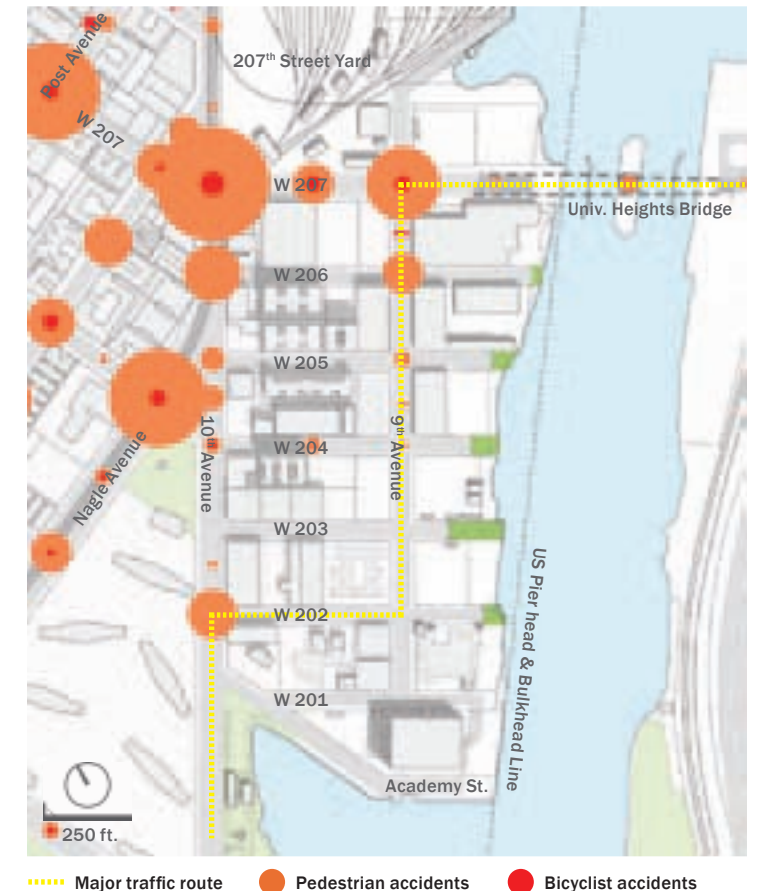 Post Avenue
207th Street Yard
W 207
W 207
Univ. Heights Bridge
W 206
W 205
10th Avenue
9th Avenue
W 204
Nagle Avenue
W 203
US Pier head & Bulkhead Line
W 202
W 201
Academy St.
250 ft.
Major traffic route
Pedestrian accidents
Bicyclist accidents